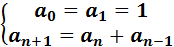 a₀ = a₁ = 1
aₙ₊₁ = aₙ + aₙ₋₁